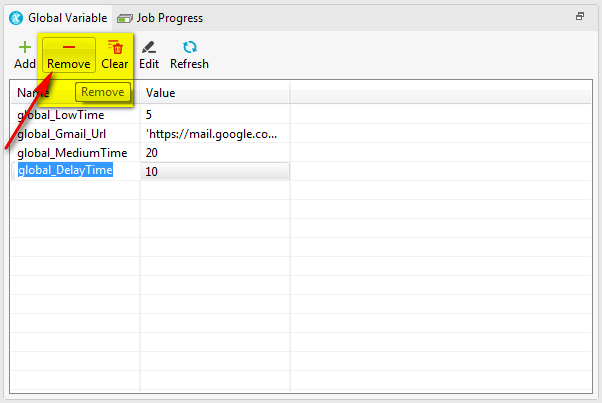 Global Variable Job Progress
Add Remove Clear Edit Refresh
Name Value
Remove
global_LowTime 5
global_Gmail_Url 'https://mail.google.co...
global_MediumTime 20
global_DelayTime 10